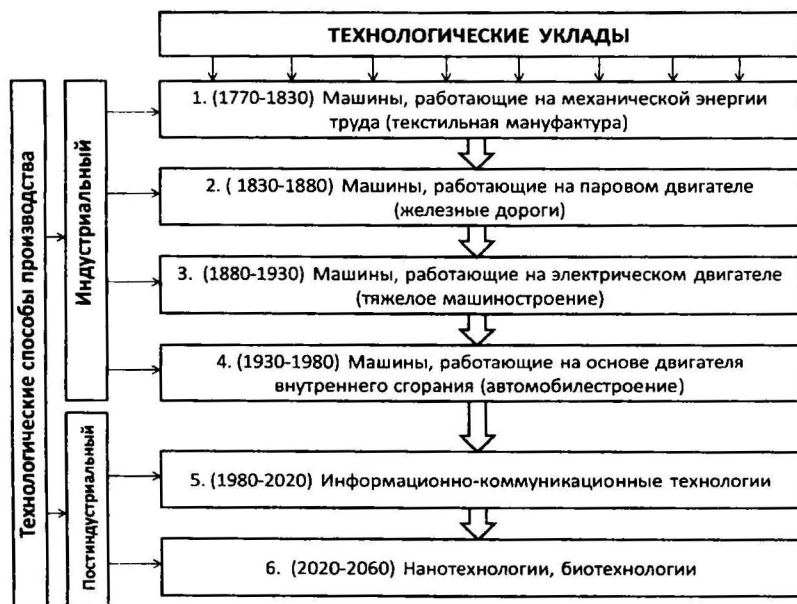 ТЕХНОЛОГИЧЕСКИЕ УКЛАДЫ
Технологические способы производства
Индустриальный
1. (1770-1830) Машины, работающие на механической энергии
труда (текстильная мануфактура)
2. ( 1830-1880) Машины, работающие на паровом двигателе
(железные дороги)
3. (1880-1930) Машины, работающие на электрическом двигателе
(тяжелое машиностроение)
4. (1930-1980) Машины, работающие на основе двигателя
внутреннего сгорания (автомобилестроение)
Постиндустриальный
5. (1980-2020) Информационно-коммуникационные технологии
6. (2020-2060) Нанотехнологии, биотехнологии